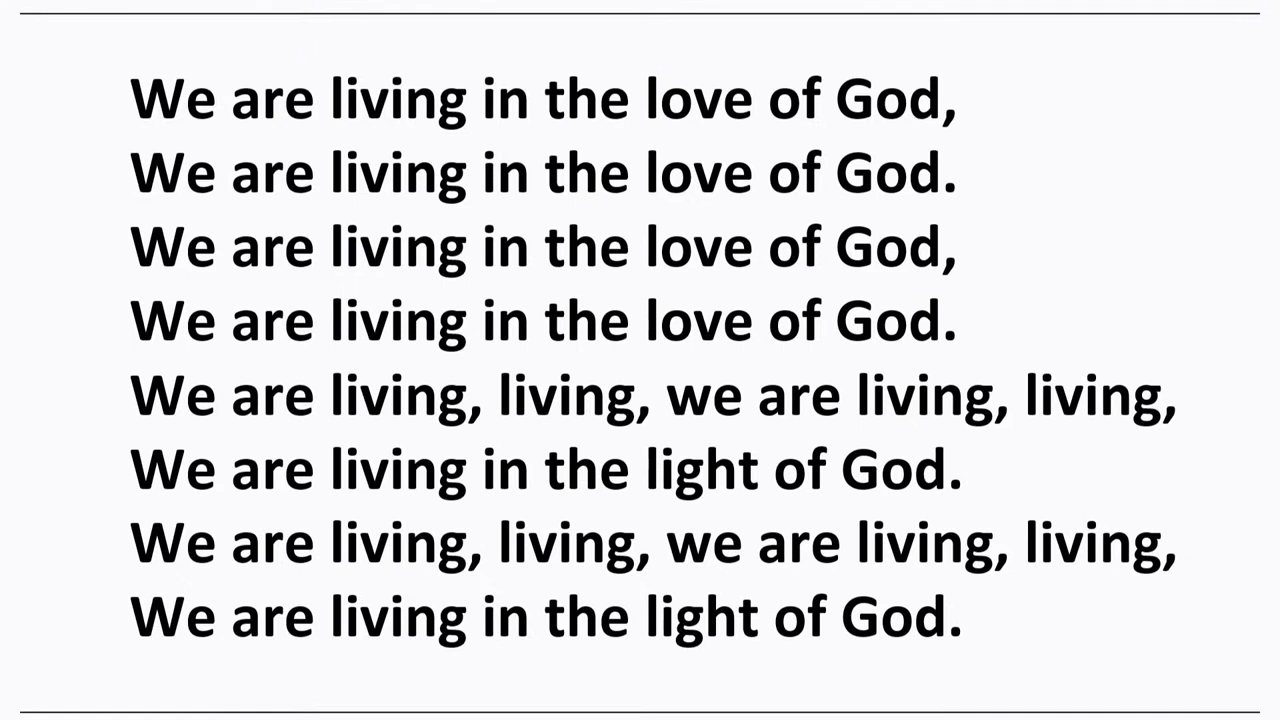 We are living in the love of God,
We are living in the love of God.
We are living in the love of God,
We are living in the love of God.
We are living, living, we are living, living,
We are living in the light of God.
We are living, living, we are living, living,
We are living in the light of God.